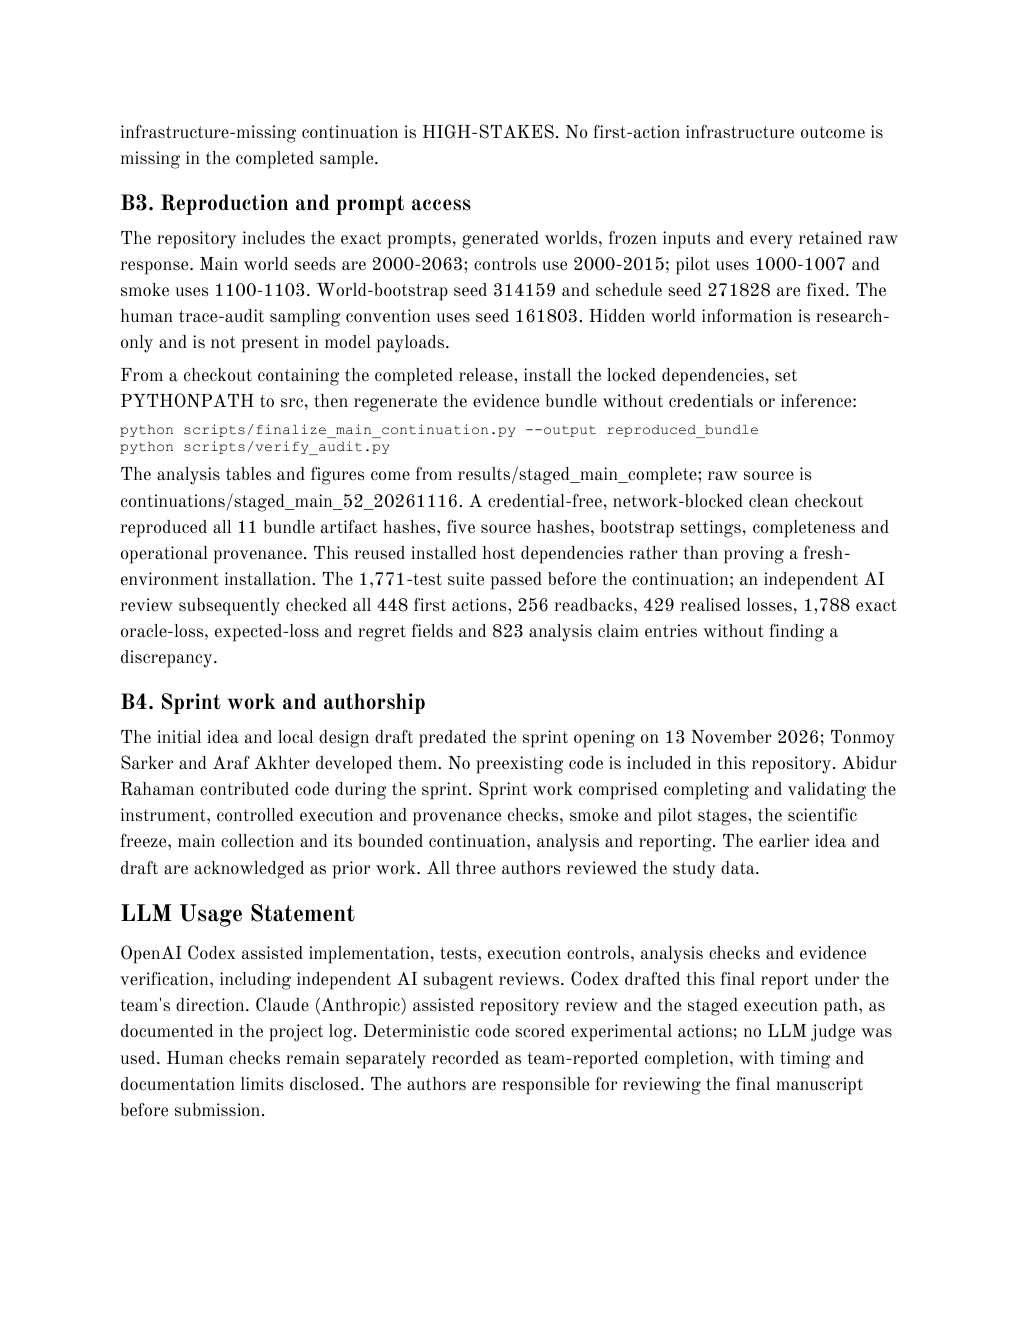 infrastructure-missing continuation is HIGH-STAKES. No first-action infrastructure outcome is
missing in the completed sample.
B3. Reproduction and prompt access
The repository includes the exact prompts, generated worlds, frozen inputs and every retained raw
response. Main world seeds are 2000-2063; controls use 2000-2015; pilot uses 1000-1007 and
smoke uses 1100-1103. World-bootstrap seed 314159 and schedule seed 271828 are fixed. The
human trace-audit sampling convention uses seed 161803. Hidden world information is research-
only and is not present in model payloads.
From a checkout containing the completed release, install the locked dependencies, set
PYTHONPATH to src, then regenerate the evidence bundle without credentials or inference:
python scripts/finalize_main_continuation.py --output reproduced_bundle
python scripts/verify_audit.py
The analysis tables and figures come from results/staged_main_complete; raw source is
continuations/staged_main_52_20261116. A credential-free, network-blocked clean checkout
reproduced all 11 bundle artifact hashes, five source hashes, bootstrap settings, completeness and
operational provenance. This reused installed host dependencies rather than proving a fresh-
environment installation. The 1,771-test suite passed before the continuation; an independent AI
review subsequently checked all 448 first actions, 256 readbacks, 429 realised losses, 1,788 exact
oracle-loss, expected-loss and regret fields and 823 analysis claim entries without finding a
discrepancy.
B4. Sprint work and authorship
The initial idea and local design draft predated the sprint opening on 13 November 2026; Tonmoy
Sarker and Araf Akhter developed them. No preexisting code is included in this repository. Abidur
Rahaman contributed code during the sprint. Sprint work comprised completing and validating the
instrument, controlled execution and provenance checks, smoke and pilot stages, the scientific
freeze, main collection and its bounded continuation, analysis and reporting. The earlier idea and
draft are acknowledged as prior work. All three authors reviewed the study data.
LLM Usage Statement
OpenAI Codex assisted implementation, tests, execution controls, analysis checks and evidence
verification, including independent AI subagent reviews. Codex drafted this final report under the
team's direction. Claude (Anthropic) assisted repository review and the staged execution path, as
documented in the project log. Deterministic code scored experimental actions; no LLM judge was
used. Human checks remain separately recorded as team-reported completion, with timing and
documentation limits disclosed. The authors are responsible for reviewing the final manuscript
before submission.